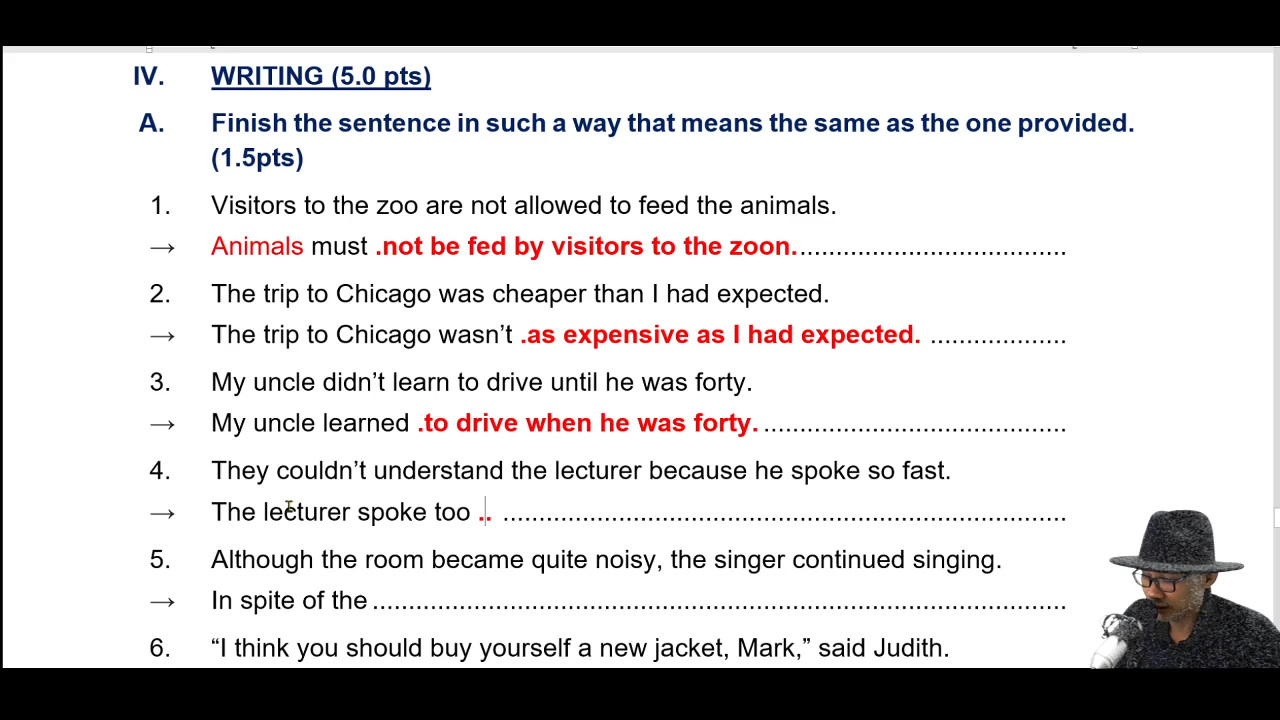 IV. WRITING (5.0 pts)
A. Finish the sentence in such a way that means the same as the one provided.
(1.5pts)
1. Visitors to the zoo are not allowed to feed the animals.
→ Animals must .not be fed by visitors to the zoon.....................................
2. The trip to Chicago was cheaper than I had expected.
→ The trip to Chicago wasn’t .as expensive as I had expected. ...................
3. My uncle didn’t learn to drive until he was forty.
→ My uncle learned .to drive when he was forty...........................................
4. They couldn’t understand the lecturer because he spoke so fast.
→ The lecturer spoke too .. ..............................................................................
5. Although the room became quite noisy, the singer continued singing.
→ In spite of the................................................................................................
6. “I think you should buy yourself a new jacket, Mark,” said Judith.